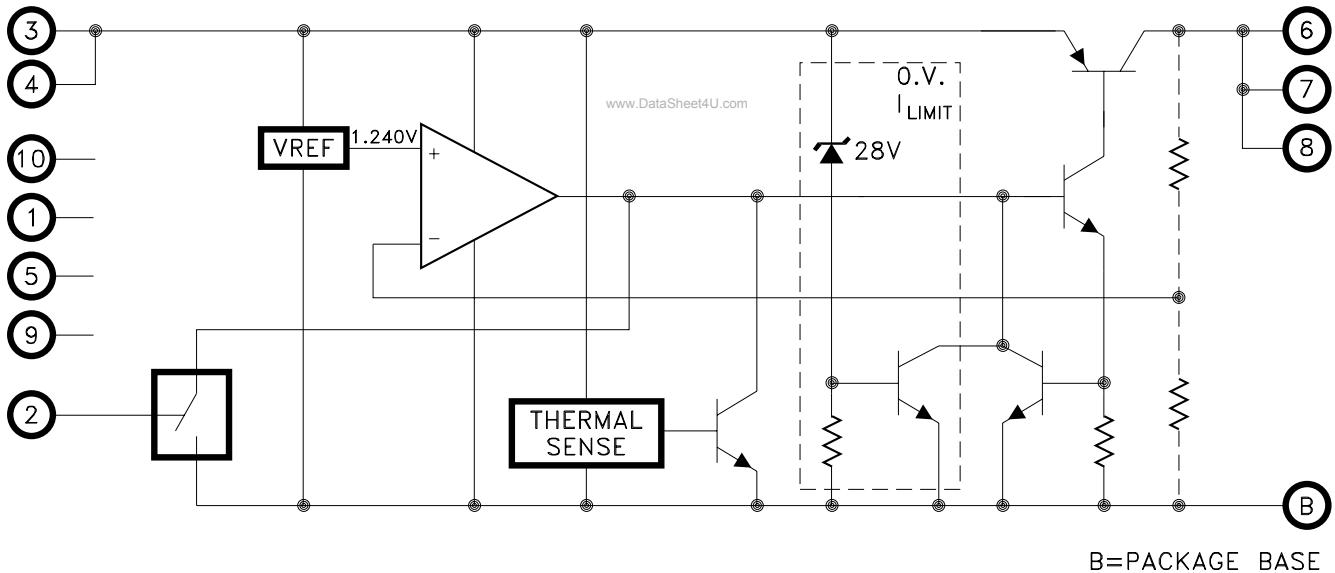 3
6
4
O.V.
I LIMIT
7
www.DataSheet4U.com
10
VREF
1.240V
+
28V
8
1
−
5
9
2
THERMAL
SENSE
B
B=PACKAGE BASE